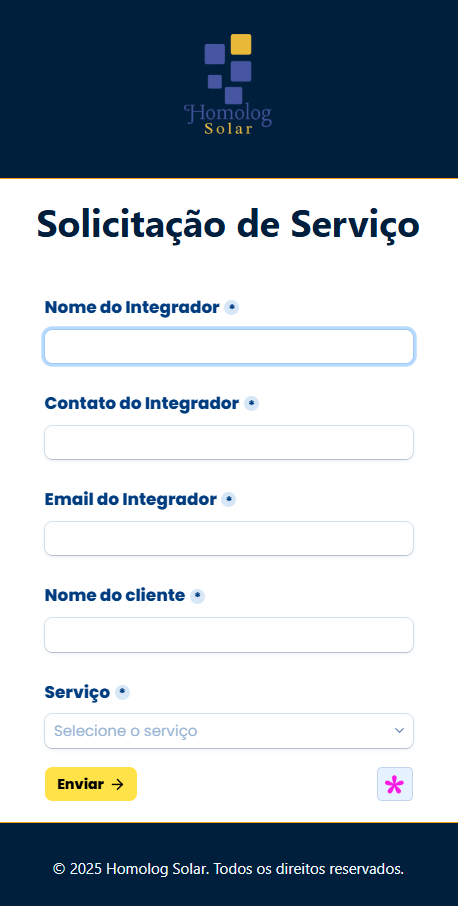 Homolog
Solar
Solicitação de Serviço
Nome do Integrador *
Contato do Integrador *
Email do Integrador *
Nome do cliente *
Serviço *
Selecione o serviço
Enviar →
© 2025 Homolog Solar. Todos os direitos reservados.